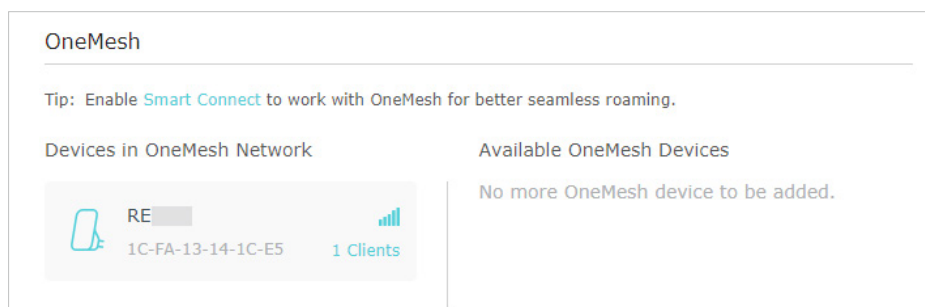 OneMesh
Tip: Enable Smart Connect to work with OneMesh for better seamless roaming.
Devices in OneMesh Network
Available OneMesh Devices
RE
1C-FA-13-14-1C-E5
1 Clients
No more OneMesh device to be added.